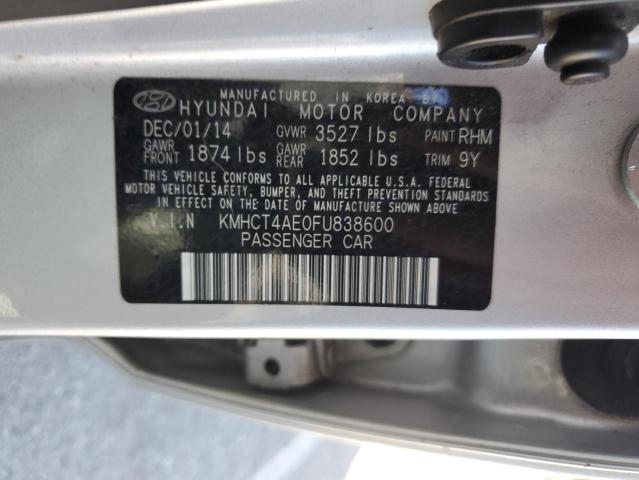 MANUFACTURED IN KOREA BY
HYUNDAI MOTOR COMPANY
DEC/01/14 GVWR 3527 lbs PAINT RHM
GAWR FRONT 1874 lbs GAWR REAR 1852 lbs TRIM 9Y
THIS VEHICLE CONFORMS TO ALL APPLICABLE U.S.A. FEDERAL
MOTOR VEHICLE SAFETY, BUMPER, AND THEFT PREVENTION STANDARDS
IN EFFECT ON THE DATE OF MANUFACTURE SHOWN ABOVE.
V.I.N KMHCT4AE0FU838600
PASSENGER CAR